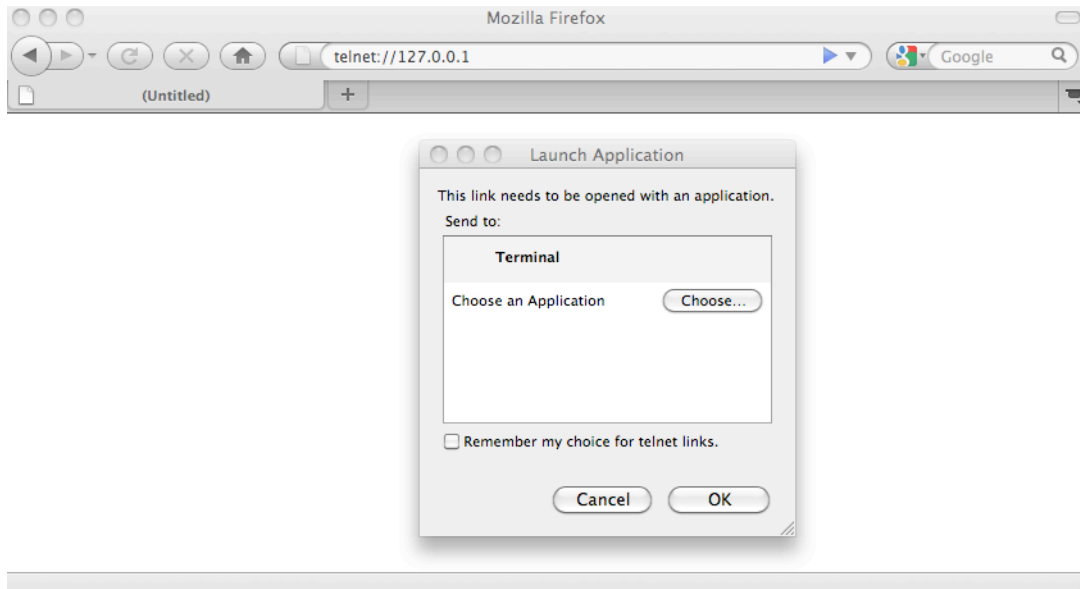 Mozilla Firefox
telnet://127.0.0.1
Google
(Untitled)
+
Launch Application
This link needs to be opened with an application.
Send to:
Terminal
Choose an Application Choose...
Remember my choice for telnet links.
Cancel OK